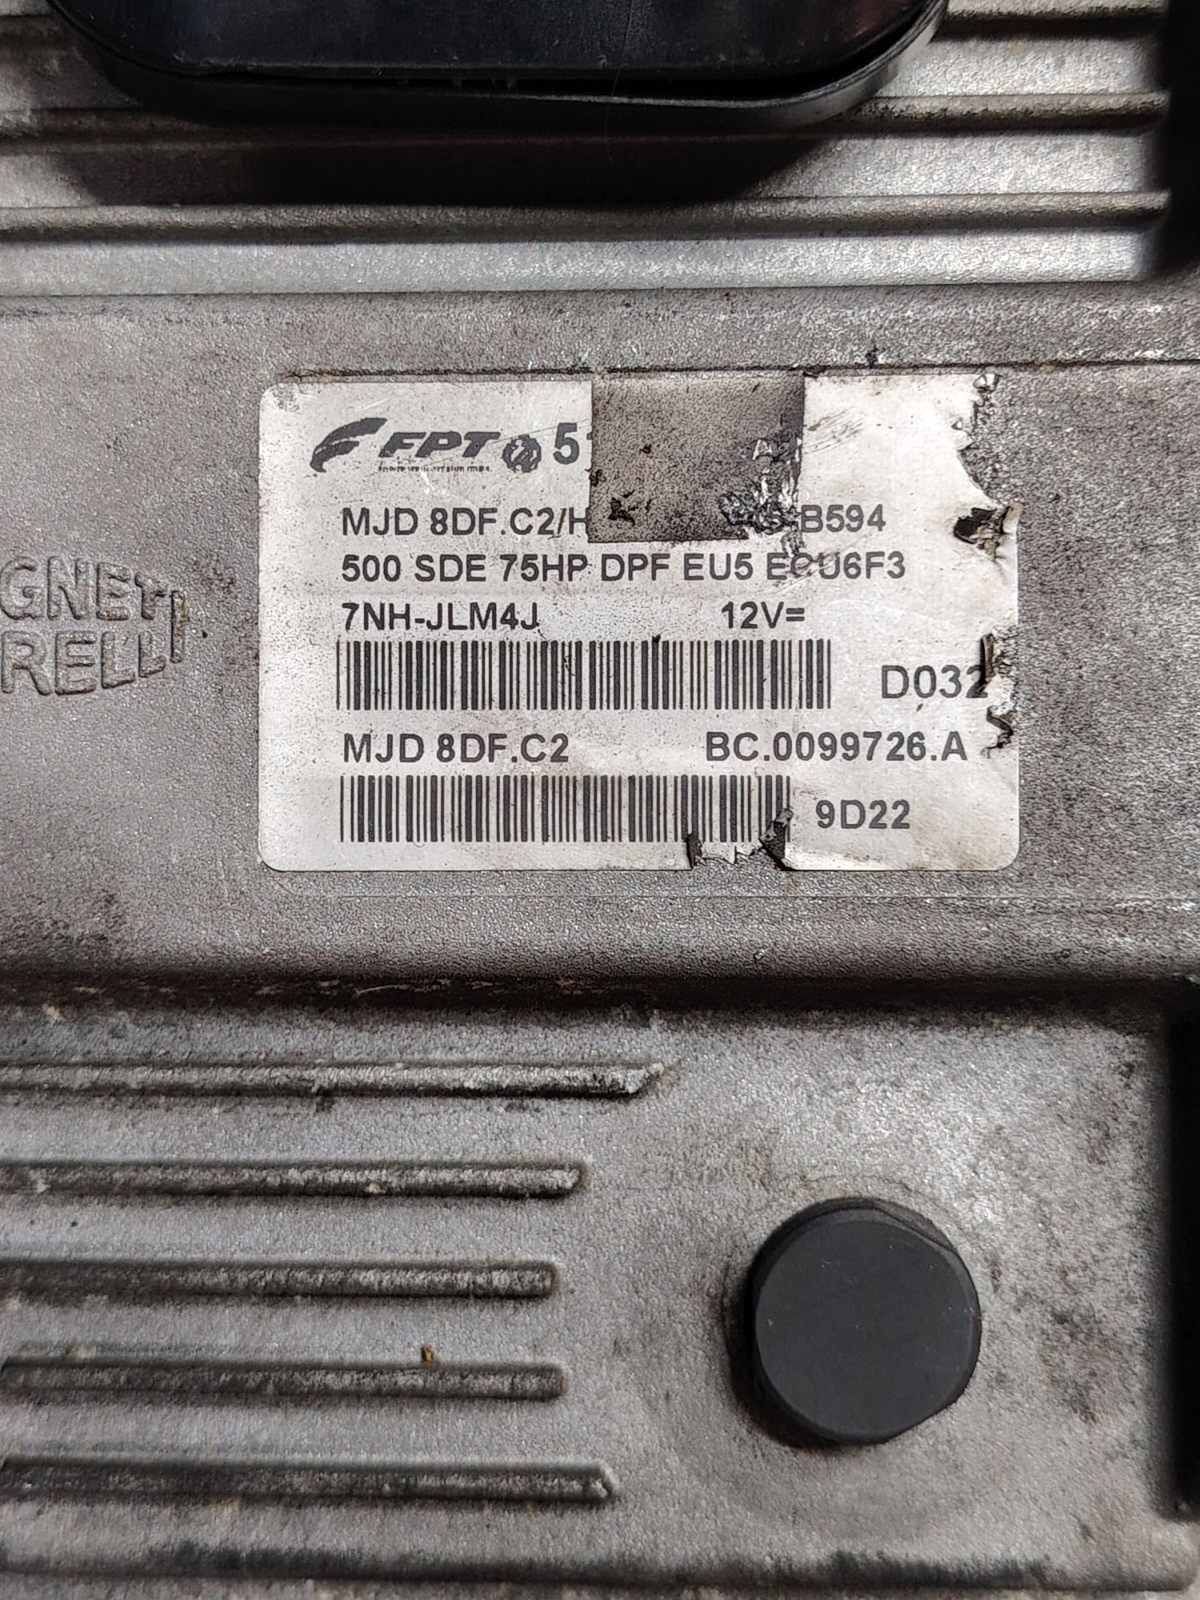 FPT 5
MJD 8DF.C2/H B594
500 SDE 75HP DPF EU5 ECU6F3
7NH-JLM4J 12V=
D032
MJD 8DF.C2 BC.0099726.A
9D22
GNETI
RELLI